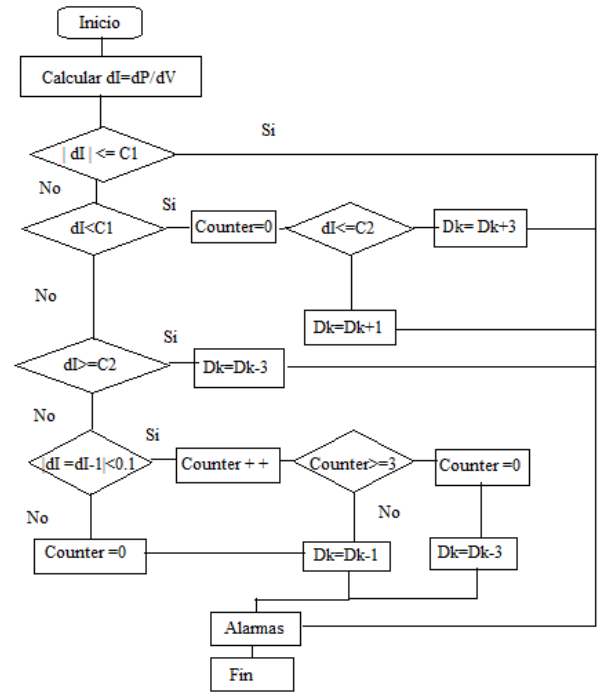 Inicio
Calcular dI=dP/dV
Si
| dI | <= C1
No
Si
dI<C1
Counter=0
dI<=C2
Dk= Dk+3
No
Dk=Dk+1
Si
dI>=C2
Dk=Dk-3
No
Si
|dI =dI-1|<0.1
Counter + +
Counter>=3
Counter =0
No
No
Counter =0
Dk=Dk-1
Dk=Dk-3
Alarmas
Fin